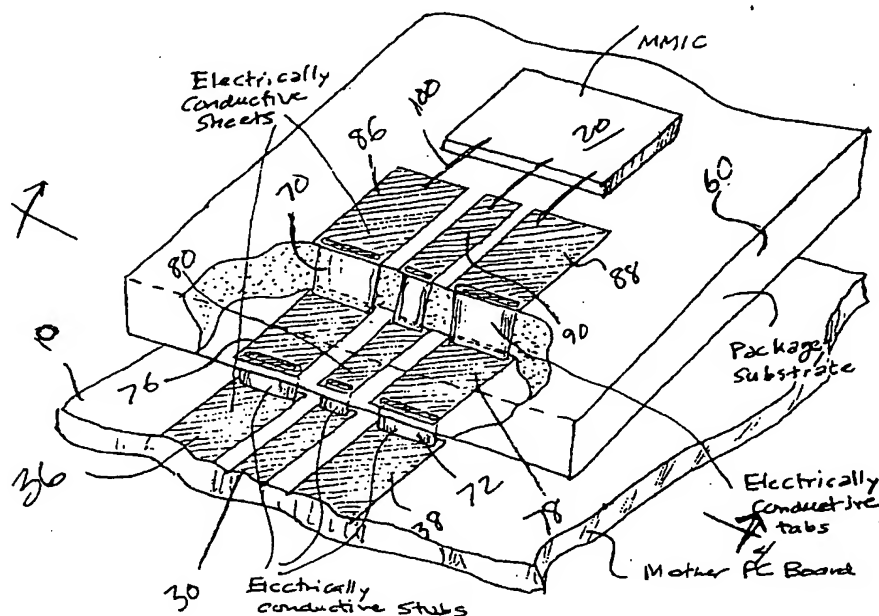 MMIC
Electrically
conductive
sheets
100
20
86
60
70
80
88
90
Package
substrate
76
36
72
78
38
30
Electrically
conductive
tabs
Mother PC Board
Electrically
conductive stubs